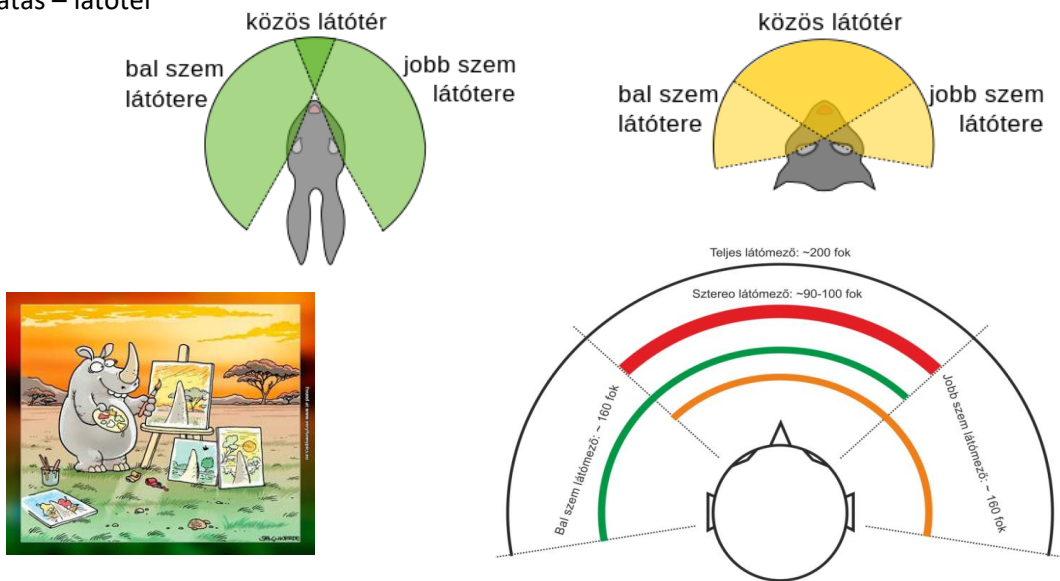 látás – látótér
közös látótér
bal szem
látótere
jobb szem
látótere
közös látótér
bal szem
látótere
jobb szem
látótere
Teljes látómező: ~200 fok
Sztereo látómező: ~90-100 fok
Bal szem látómező: ~ 160 fok
Jobb szem látómező: ~ 160 fok